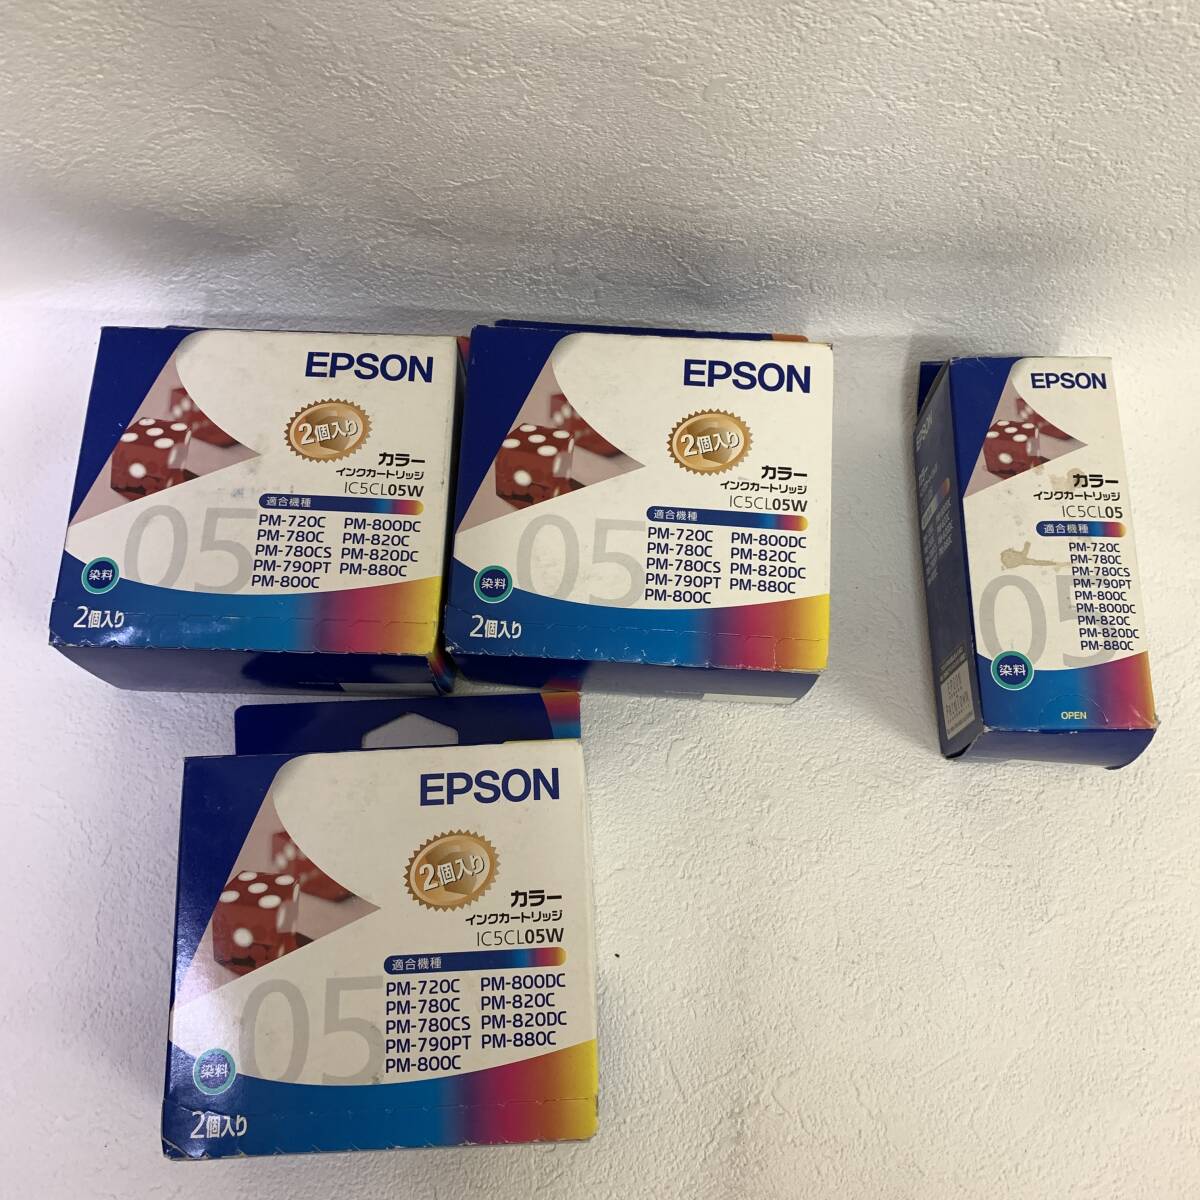 EPSON
2個入り
カラー
インクカートリッジ
IC5CL05W
適合機種
PM-720C PM-800DC
PM-780C PM-820C
PM-780CS PM-820DC
PM-790PT PM-880C
PM-800C
05
染料
2個入り
EPSON
2個入り
カラー
インクカートリッジ
IC5CL05W
適合機種
PM-720C PM-800DC
PM-780C PM-820C
PM-780CS PM-820DC
PM-790PT PM-880C
PM-800C
05
染料
2個入り
EPSON
EPSON
カラー
インクカートリッジ
IC5CL05
適合機種
PM-720C
PM-780C
PM-780CS
PM-790PT
PM-800C
PM-800DC
PM-820C
PM-820DC
PM-880C
05
染料
OPEN
EPSON
2個入り
カラー
インクカートリッジ
IC5CL05W
適合機種
PM-720C PM-800DC
PM-780C PM-820C
PM-780CS PM-820DC
PM-790PT PM-880C
PM-800C
05
染料
2個入り